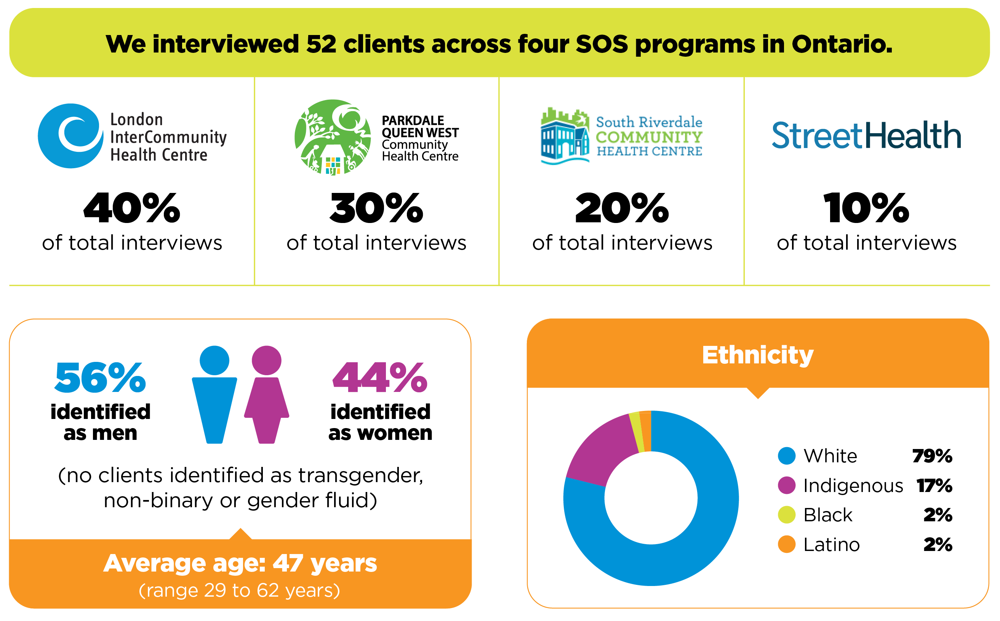 We interviewed 52 clients across four SOS programs in Ontario.
London
InterCommunity
Health Centre
40%
of total interviews
PARKDALE
QUEEN WEST
Community
Health Centre
30%
of total interviews
South Riverdale
COMMUNITY
HEALTH CENTRE
20%
of total interviews
StreetHealth
10%
of total interviews
56%
identified
as men
44%
identified
as women
(no clients identified as transgender,
non-binary or gender fluid)
Average age: 47 years
(range 29 to 62 years)
Ethnicity
White 79%
Indigenous 17%
Black 2%
Latino 2%